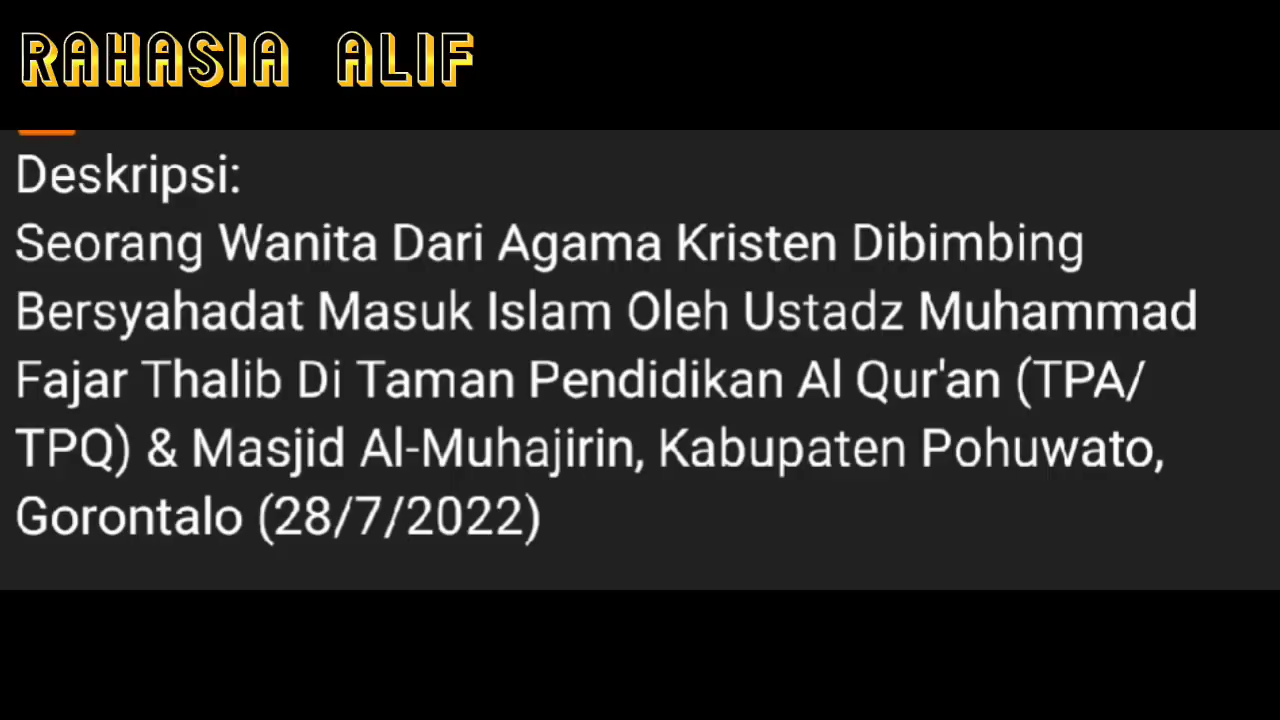 RAHASIA ALIF
Deskripsi:
Seorang Wanita Dari Agama Kristen Dibimbing
Bersyahadat Masuk Islam Oleh Ustadz Muhammad
Fajar Thalib Di Taman Pendidikan Al Qur'an (TPA/
TPQ) & Masjid Al-Muhajirin, Kabupaten Pohuwato,
Gorontalo (28/7/2022)